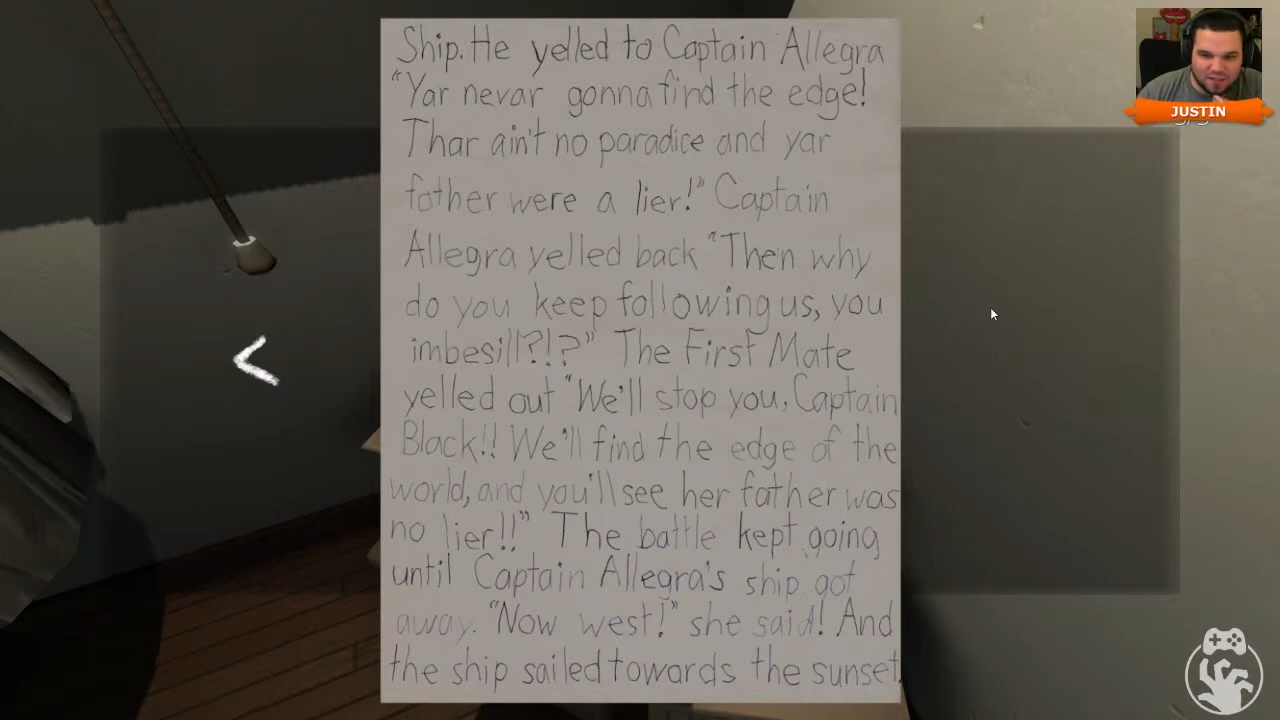 Ship. He yelled to Captain Allegra
"Yar nevar gonna find the edge!
Thar ain't no paradice and yar
father were a lier!" Captain
Allegra yelled back "Then why
do you keep following us, you
imbesill?!?" The First Mate
yelled out "We'll stop you, Captain
Black!! We'll find the edge of the
world, and you'll see her father was
no lier!!" The battle kept going
until Captain Allegra's ship got
away. "Now west!" she said! And
the ship sailed towards the sunset.
JUSTIN